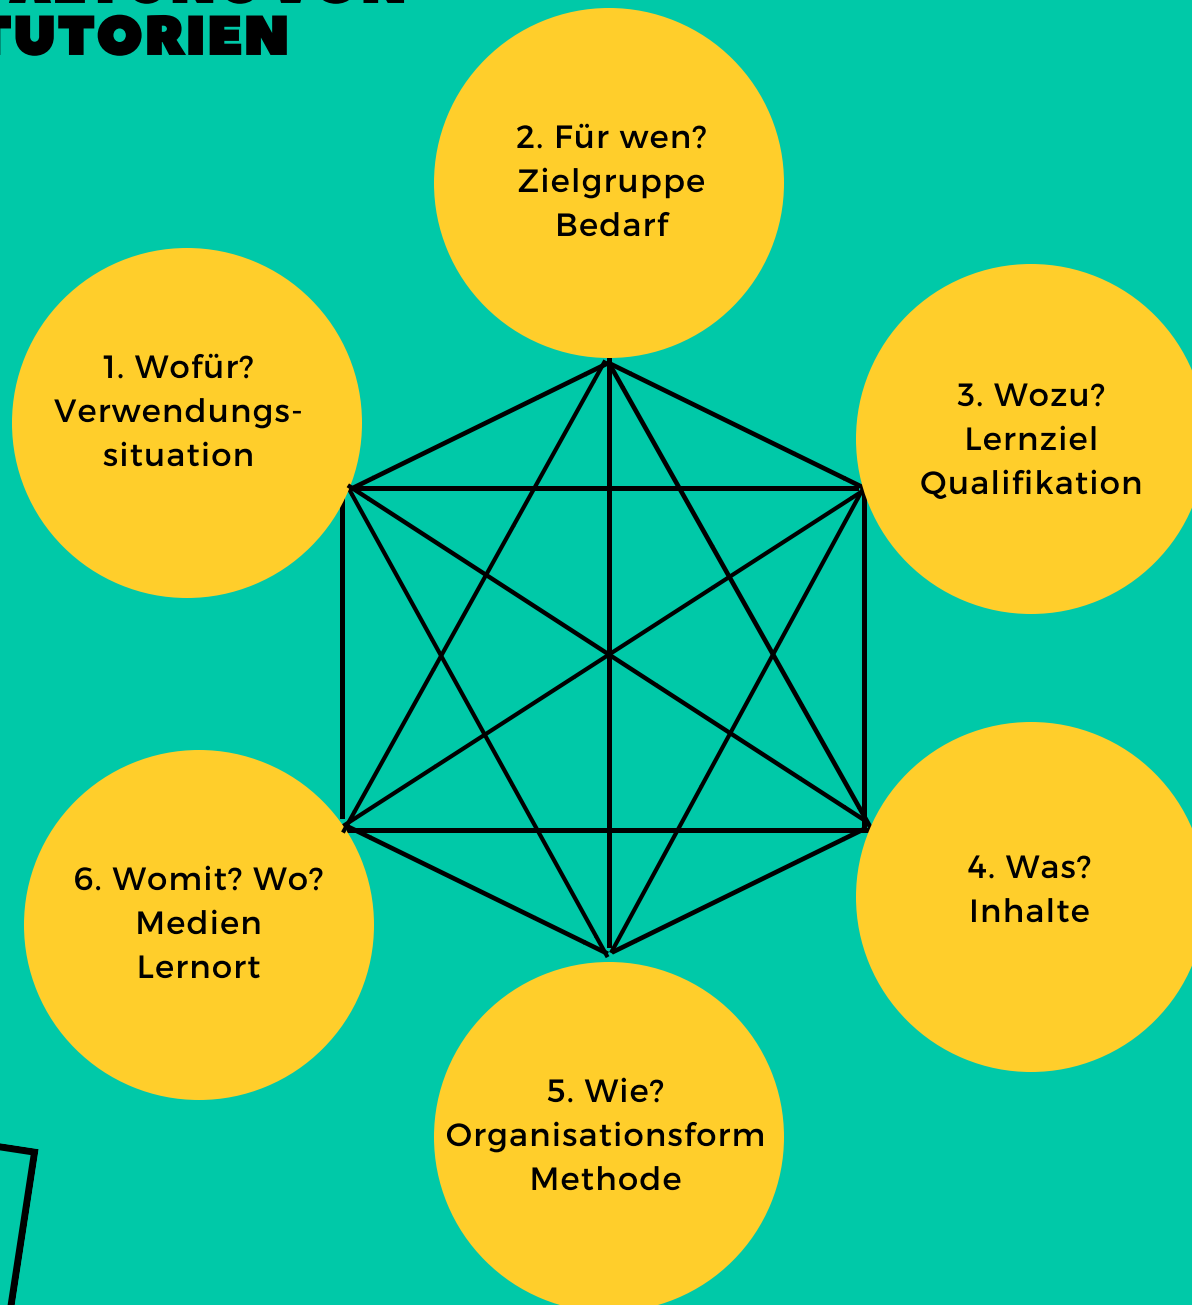 TUTORIEN
2. Für wen?
Zielgruppe
Bedarf
1. Wofür?
Verwendungs-
situation
3. Wozu?
Lernziel
Qualifikation
6. Womit? Wo?
Medien
Lernort
4. Was?
Inhalte
5. Wie?
Organisationsform
Methode